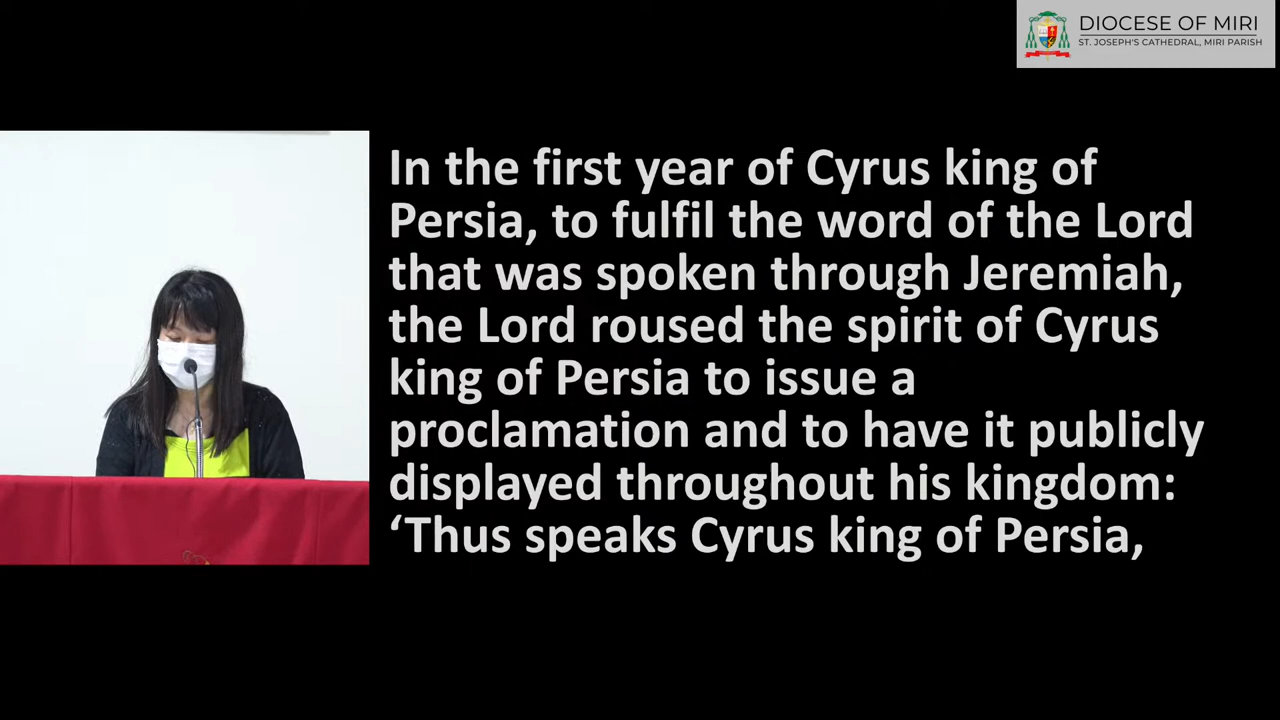 DIOCESE OF MIRI
ST. JOSEPH'S CATHEDRAL, MIRI PARISH
In the first year of Cyrus king of
Persia, to fulfil the word of the Lord
that was spoken through Jeremiah,
the Lord roused the spirit of Cyrus
king of Persia to issue a
proclamation and to have it publicly
displayed throughout his kingdom:
‘Thus speaks Cyrus king of Persia,